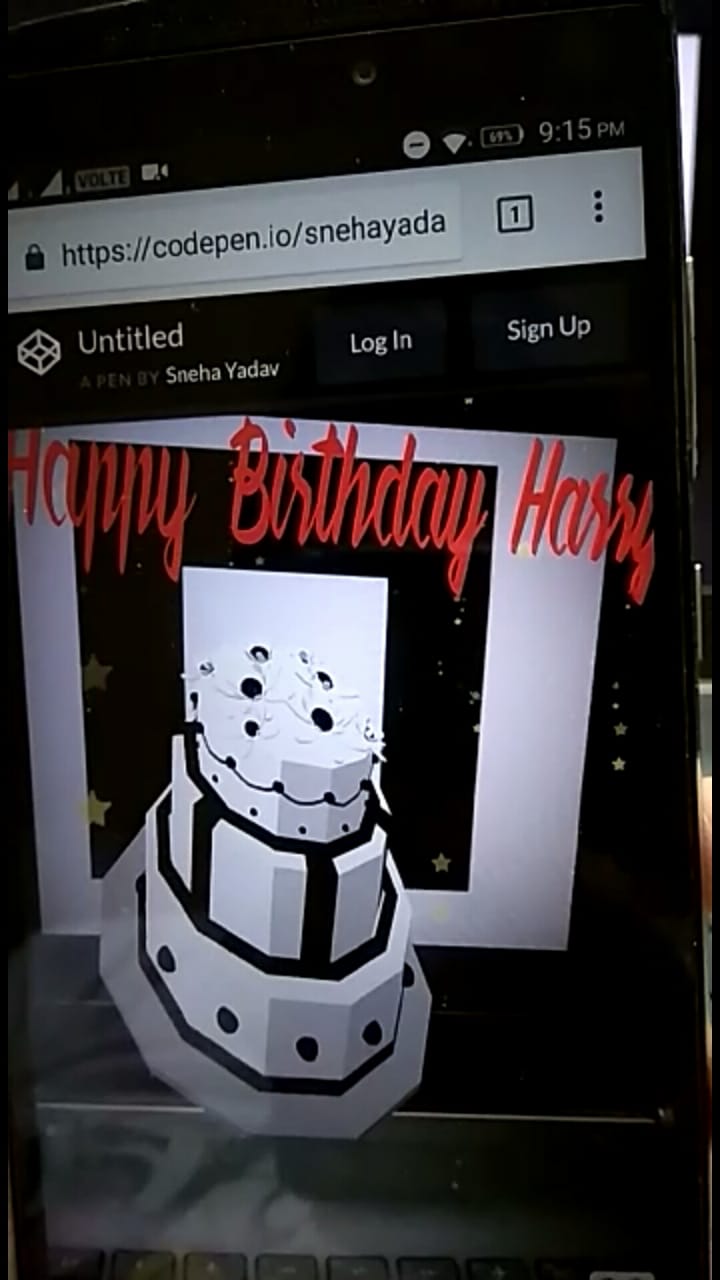 VOLTE 69% 9:15 PM
https://codepen.io/snehayada 1
Untitled
A PEN BY Sneha Yadav
Log In
Sign Up
Happy Birthday Harry